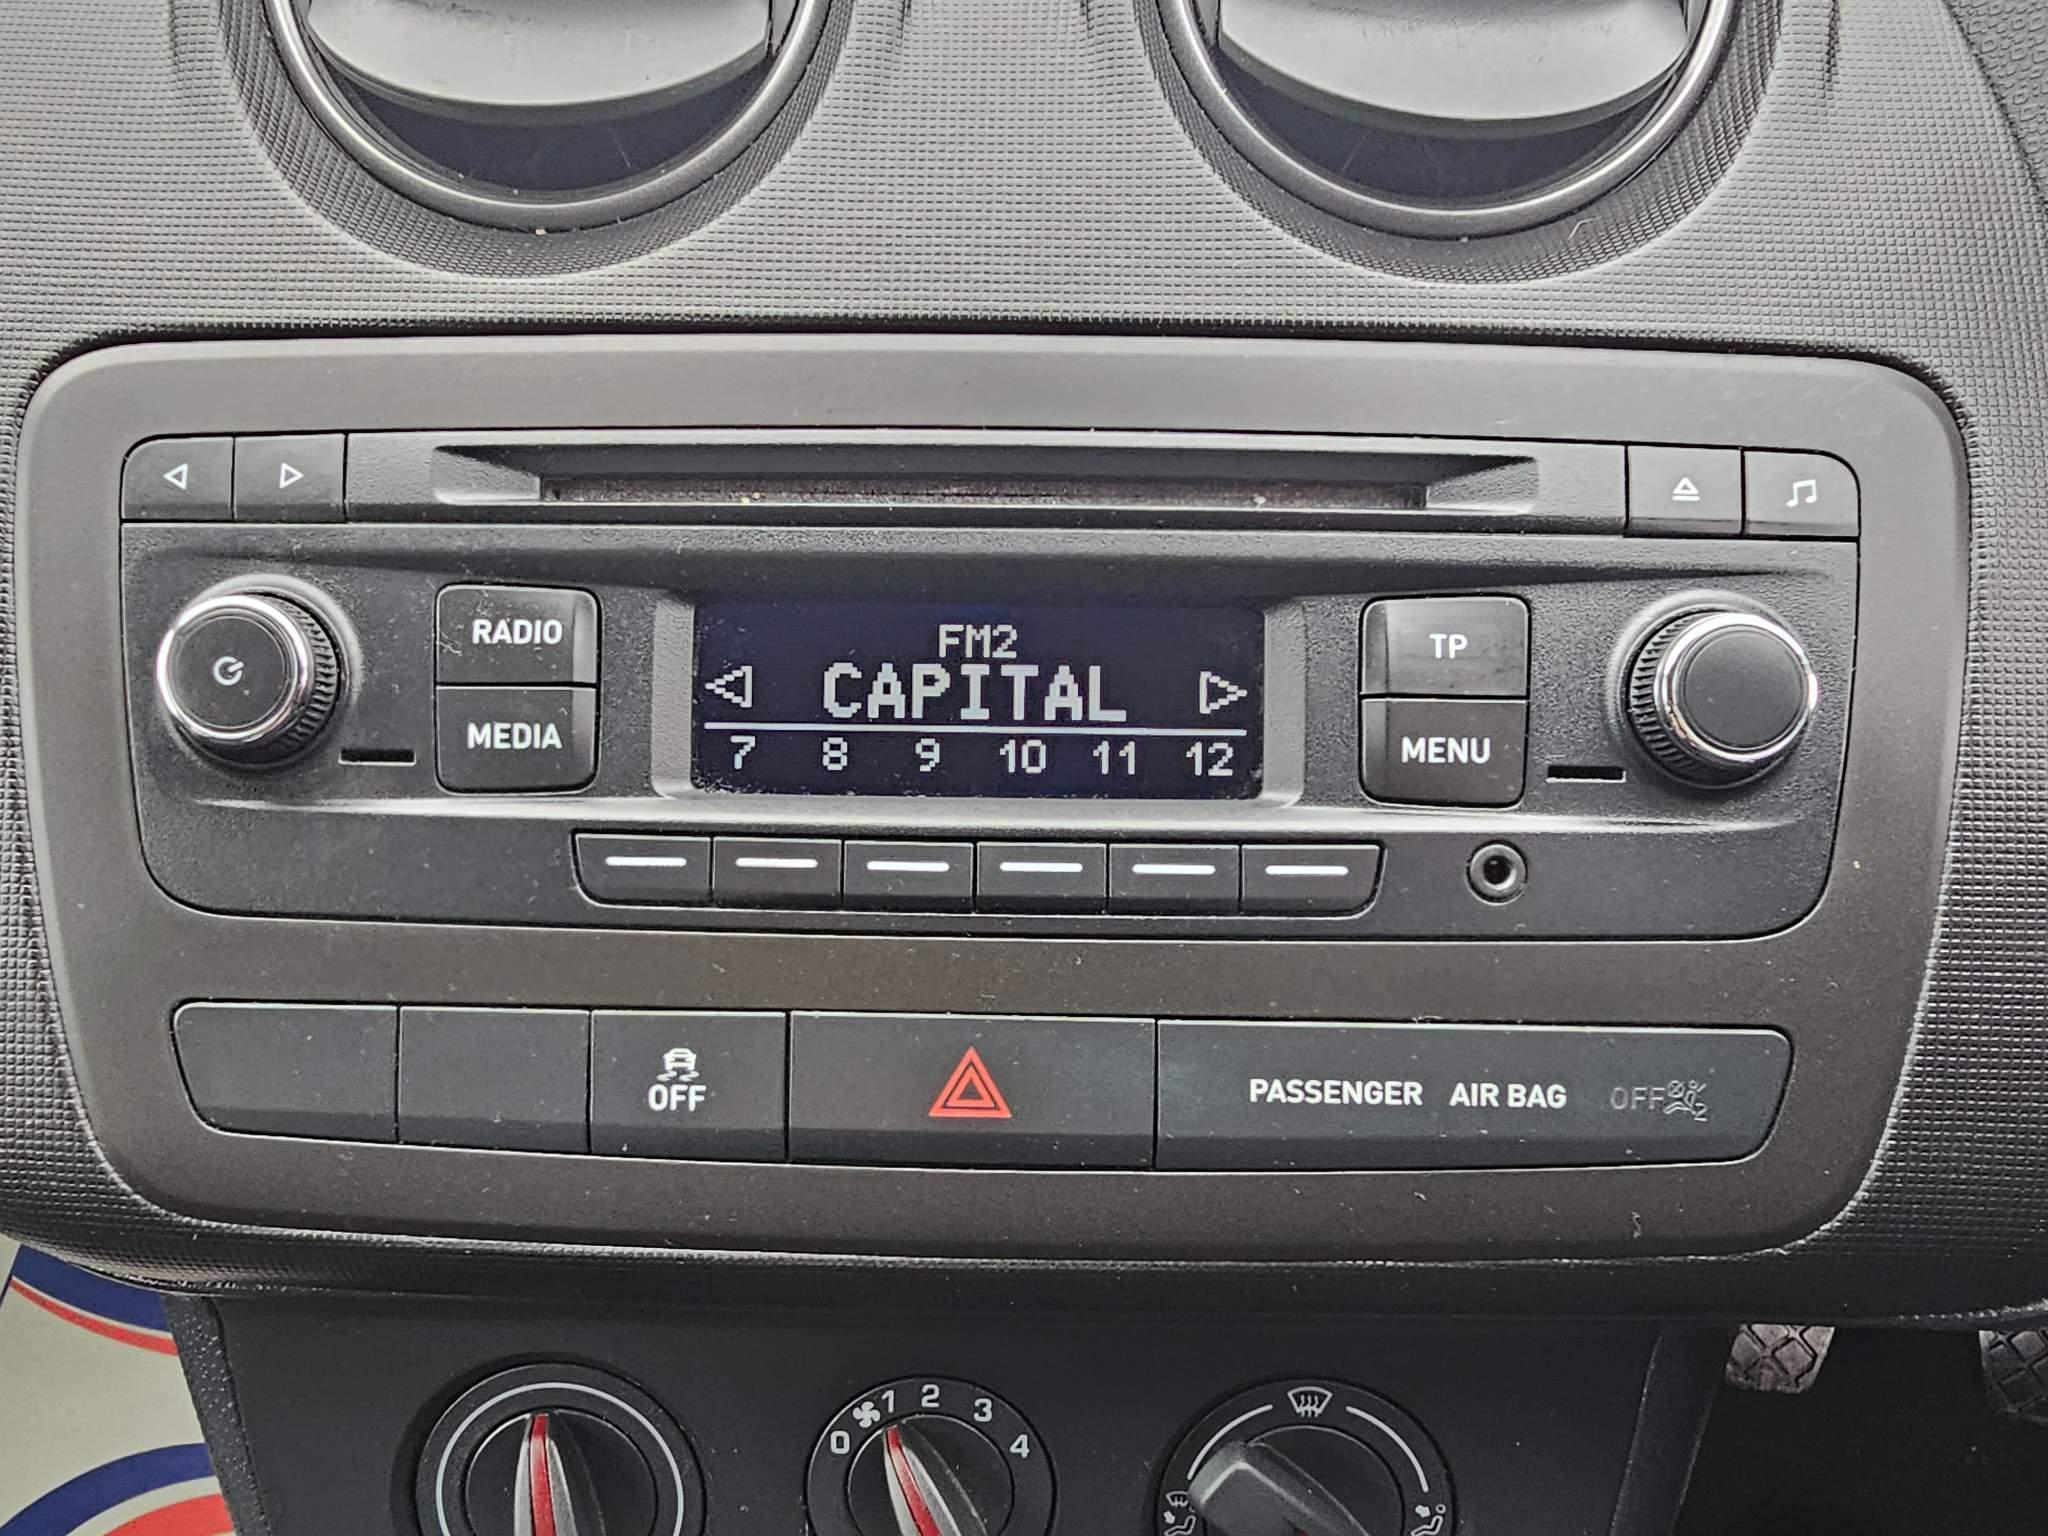 RADIO
MEDIA
FM2
CAPITAL
7 8 9 10 11 12
TP
MENU
OFF
PASSENGER AIR BAG OFF
0 1 2 3 4